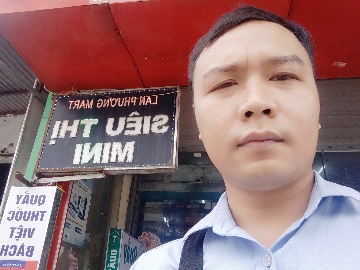 LAN PHƯƠNG MART
SIÊU THỊ
MINI
QUẦY
THUỐC
VIỆT
BÁCH